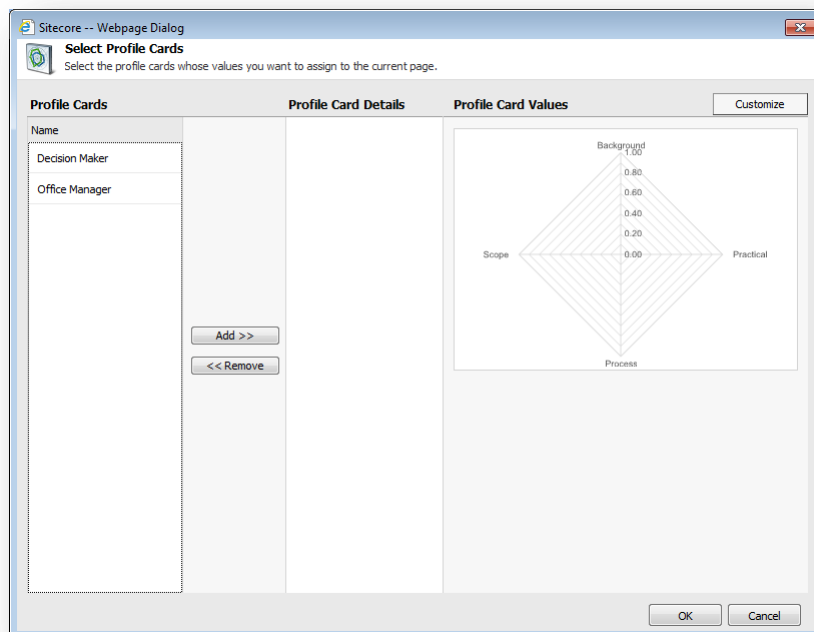 Sitecore -- Webpage Dialog
Select Profile Cards
Select the profile cards whose values you want to assign to the current page.
Profile Cards
Profile Card Details
Profile Card Values
Customize
Name
Decision Maker
Office Manager
Add >>
<< Remove
Background
1.00
0.80
0.60
0.40
0.20
0.00
Scope
Practical
Process
OK
Cancel